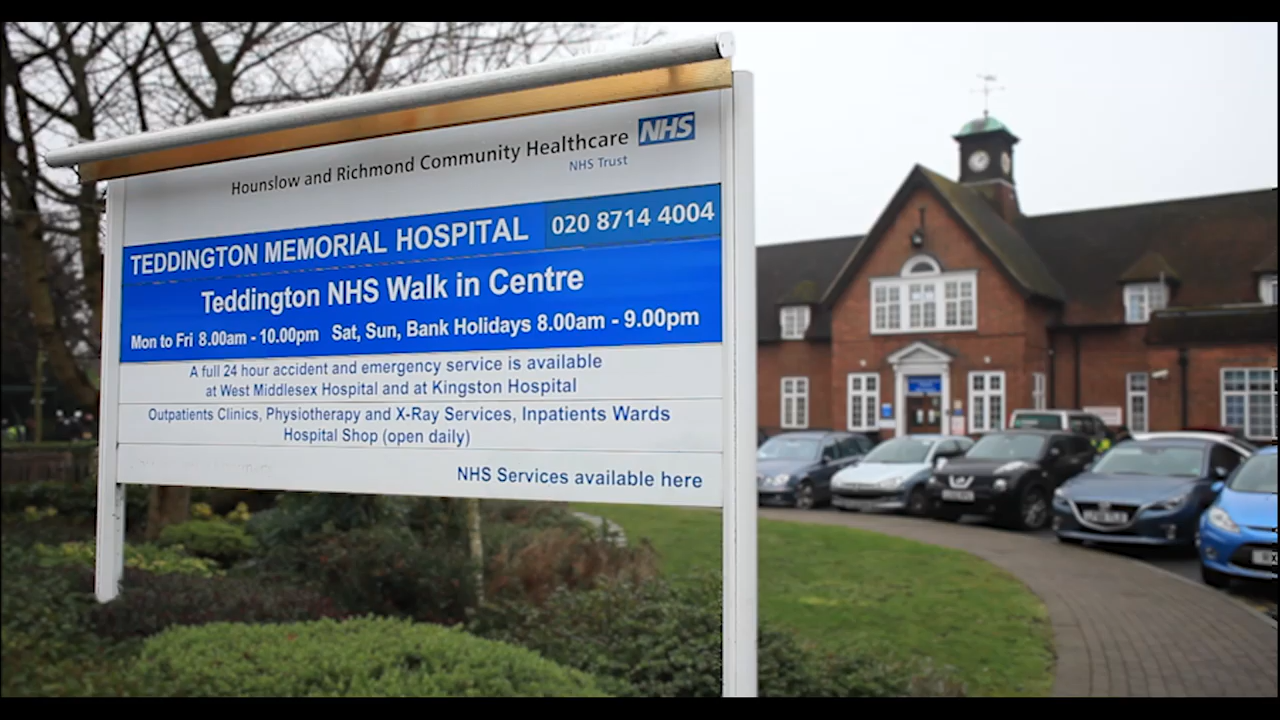 Hounslow and Richmond Community Healthcare NHS
NHS Trust
TEDDINGTON MEMORIAL HOSPITAL 020 8714 4004
Teddington NHS Walk in Centre
Mon to Fri 8.00am - 10.00pm Sat, Sun, Bank Holidays 8.00am - 9.00pm
A full 24 hour accident and emergency service is available
at West Middlesex Hospital and at Kingston Hospital
Outpatients Clinics, Physiotherapy and X-Ray Services, Inpatients Wards
Hospital Shop (open daily)
NHS Services available here